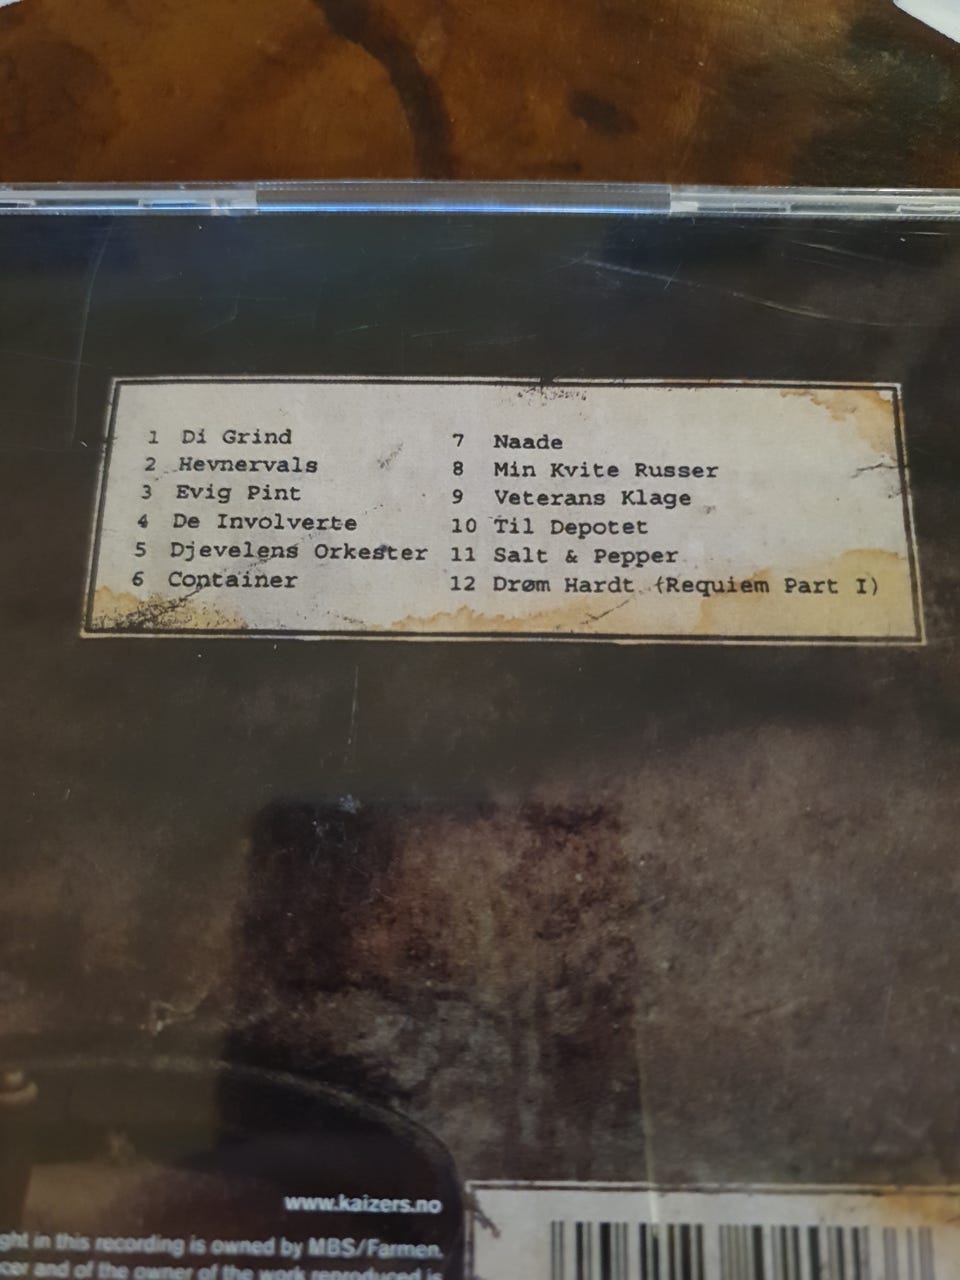 1 Di Grind
2 Hevnervals
3 Evig Pint
4 De Involverte
5 Djevelens Orkester
6 Container
7 Naade
8 Min Kvite Russer
9 Veterans Klage
10 Til Depotet
11 Salt & Pepper
12 Drøm Hardt (Requiem Part I)
www.kaizers.no
ght in this recording is owned by MBS/Farmen.
cer and of the owner of the work reproduced is